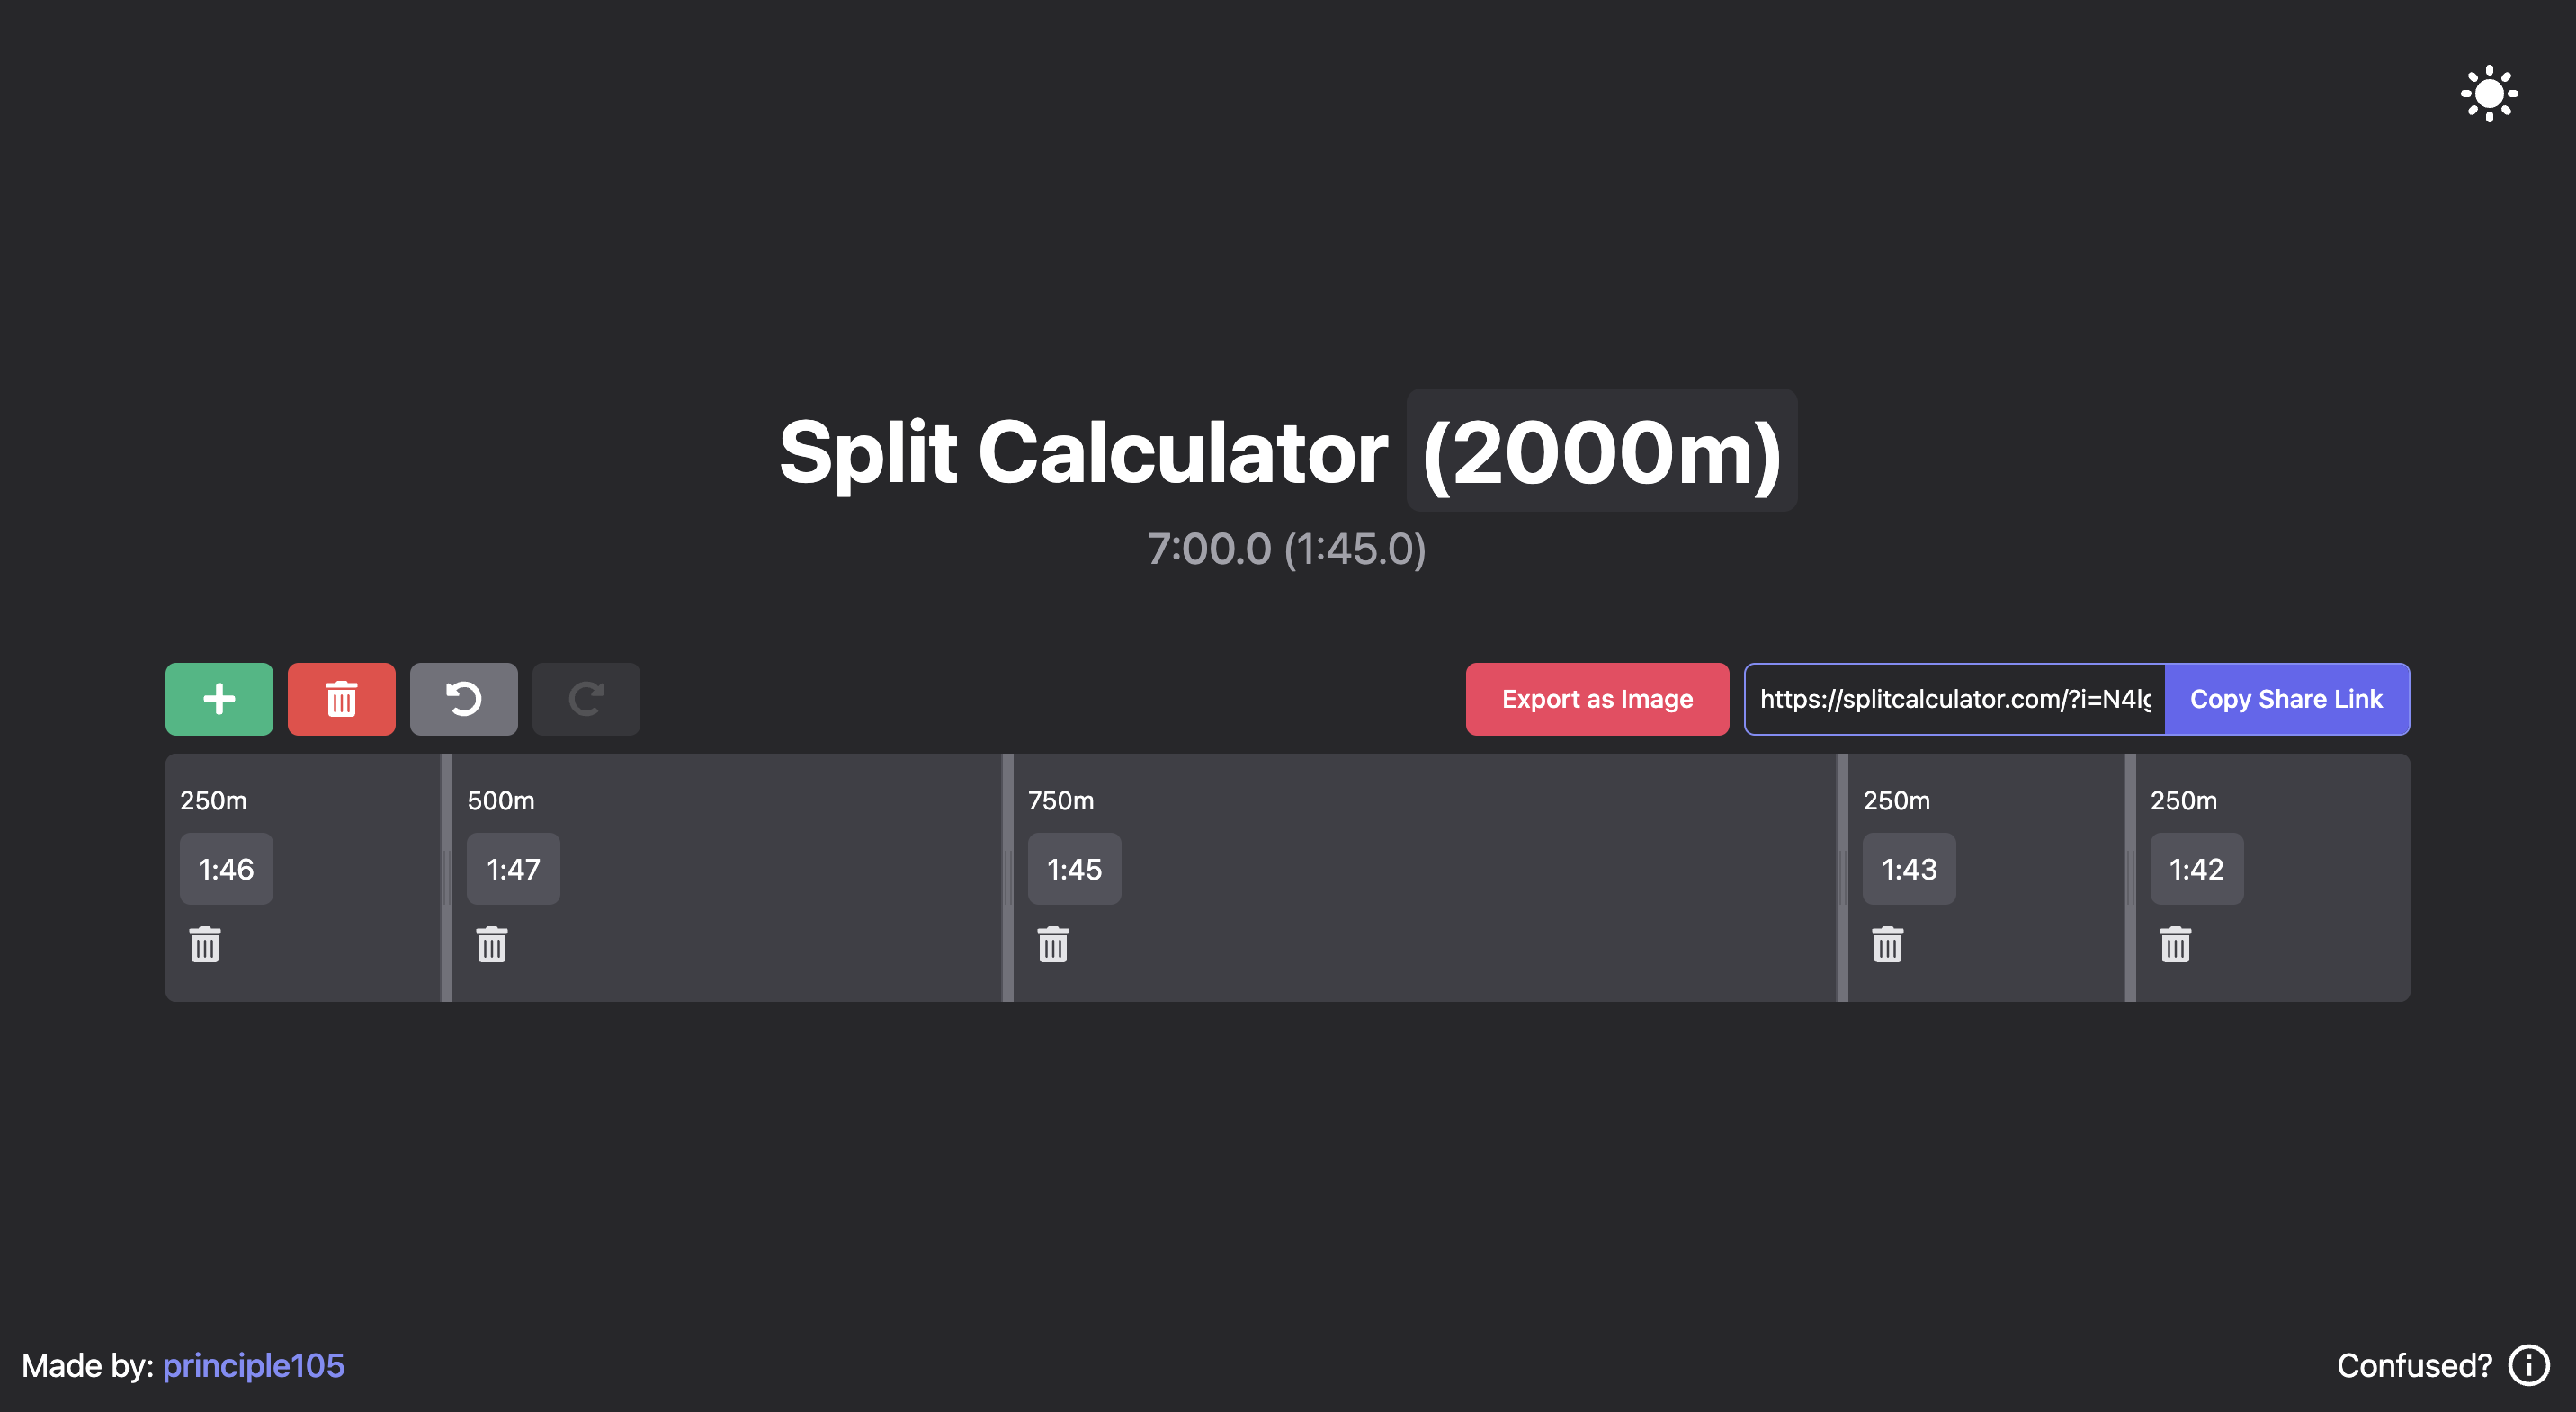 Split Calculator (2000m)
7:00.0 (1:45.0)
Export as Image
https://splitcalculator.com/?i=N4lg
Copy Share Link
250m
500m
750m
250m
250m
1:46
1:47
1:45
1:43
1:42
Made by: principle105
Confused?